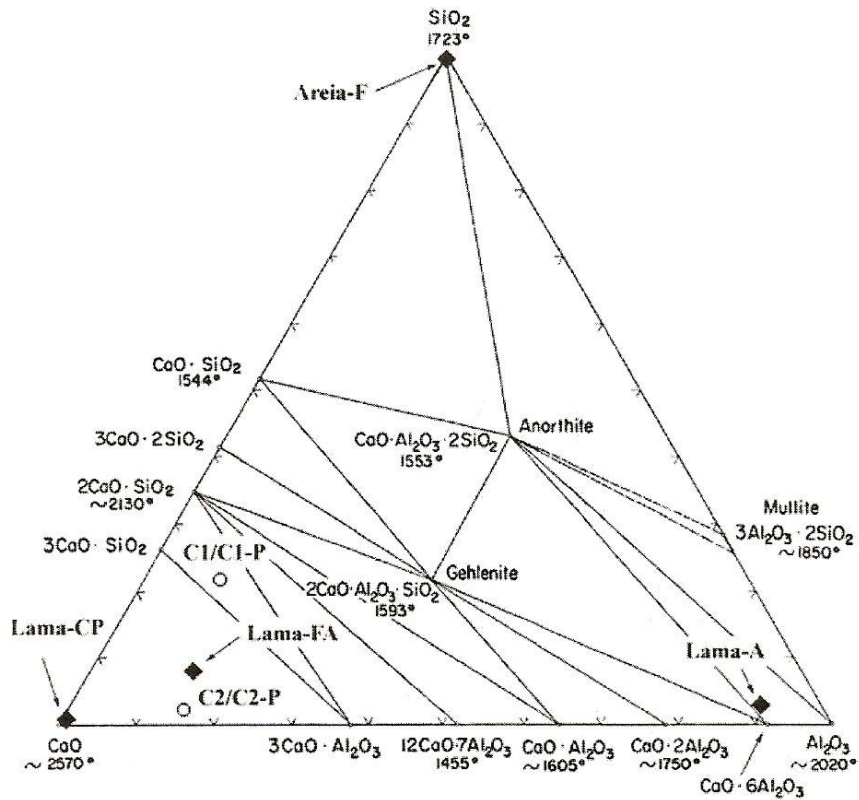 SiO₂
1723°
Areia-F
CaO·SiO₂
1544°
Anorthite
CaO·Al₂O₃·2SiO₂
1553°
3CaO·2SiO₂
2CaO·SiO₂
~2130°
Mullite
3Al₂O₃·2SiO₂
~1850°
3CaO·SiO₂
C1/C1-P
Gehlenite
2CaO·Al₂O₃·SiO₂
1593°
Lama-CP
Lama-FA
Lama-A
C2/C2-P
CaO
~2570°
3CaO·Al₂O₃
12CaO·7Al₂O₃
1455°
CaO·Al₂O₃
~1605°
CaO·2Al₂O₃
~1750°
Al₂O₃
~2020°
CaO·6Al₂O₃